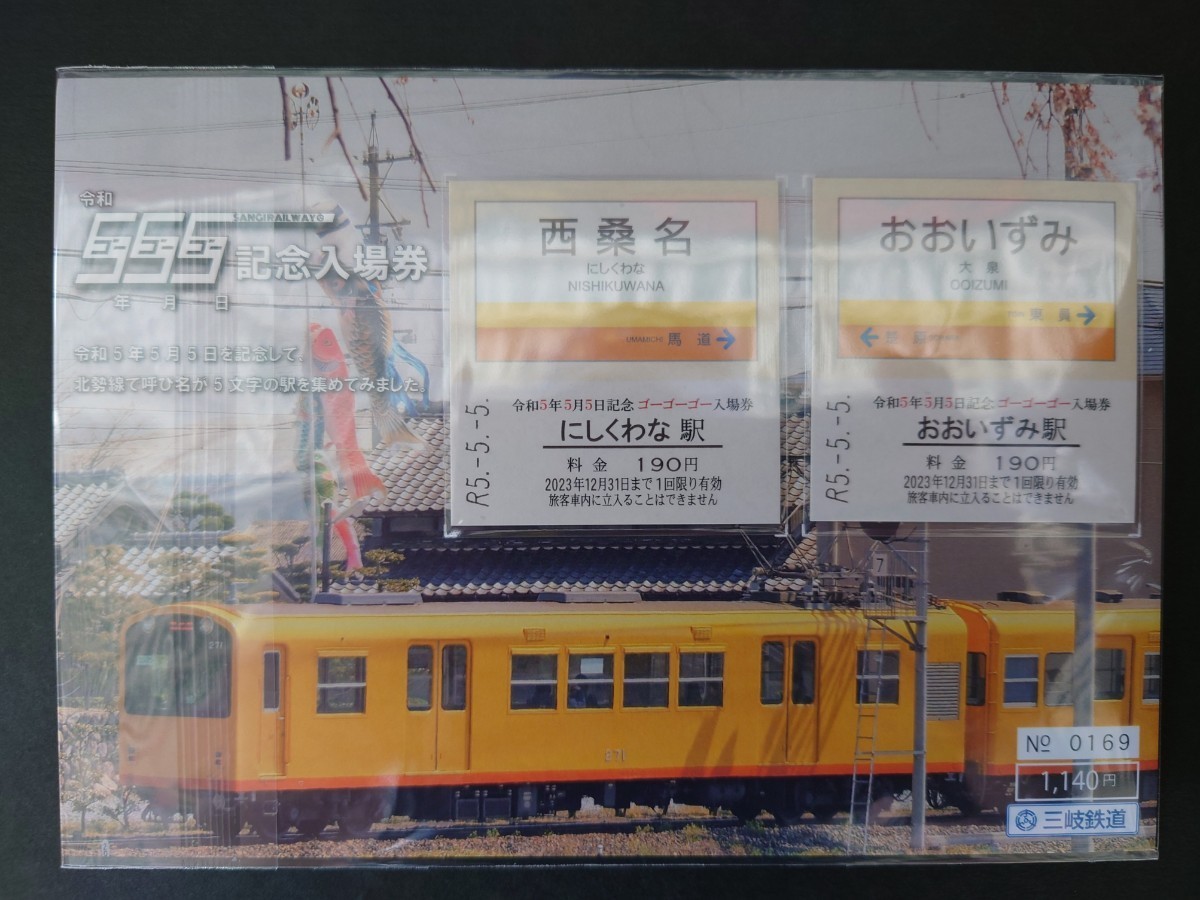 令和
555
SANGIRAILWAY
記念入場券
年 月 日
令和5年5月5日を記念して、
北勢線で呼び名が5文字の駅を集めてみました。
西桑名
にしくわな
NISHIKUWANA
UMAMICHI 馬道
令和5年5月5日記念 ゴーゴーゴー入場券
にしくわな 駅
料金 190円
2023年12月31日まで1回限り有効
旅客車内に立入ることはできません
R5.-5.-5.
おおいずみ
大泉
OOIZUMI
東員
令和5年5月5日記念 ゴーゴーゴー入場券
おおいずみ駅
料金 190円
2023年12月31日まで1回限り有効
旅客車内に立入ることはできません
R5.-5.-5.
271
7
271
№ 0169
1,140円
三岐鉄道